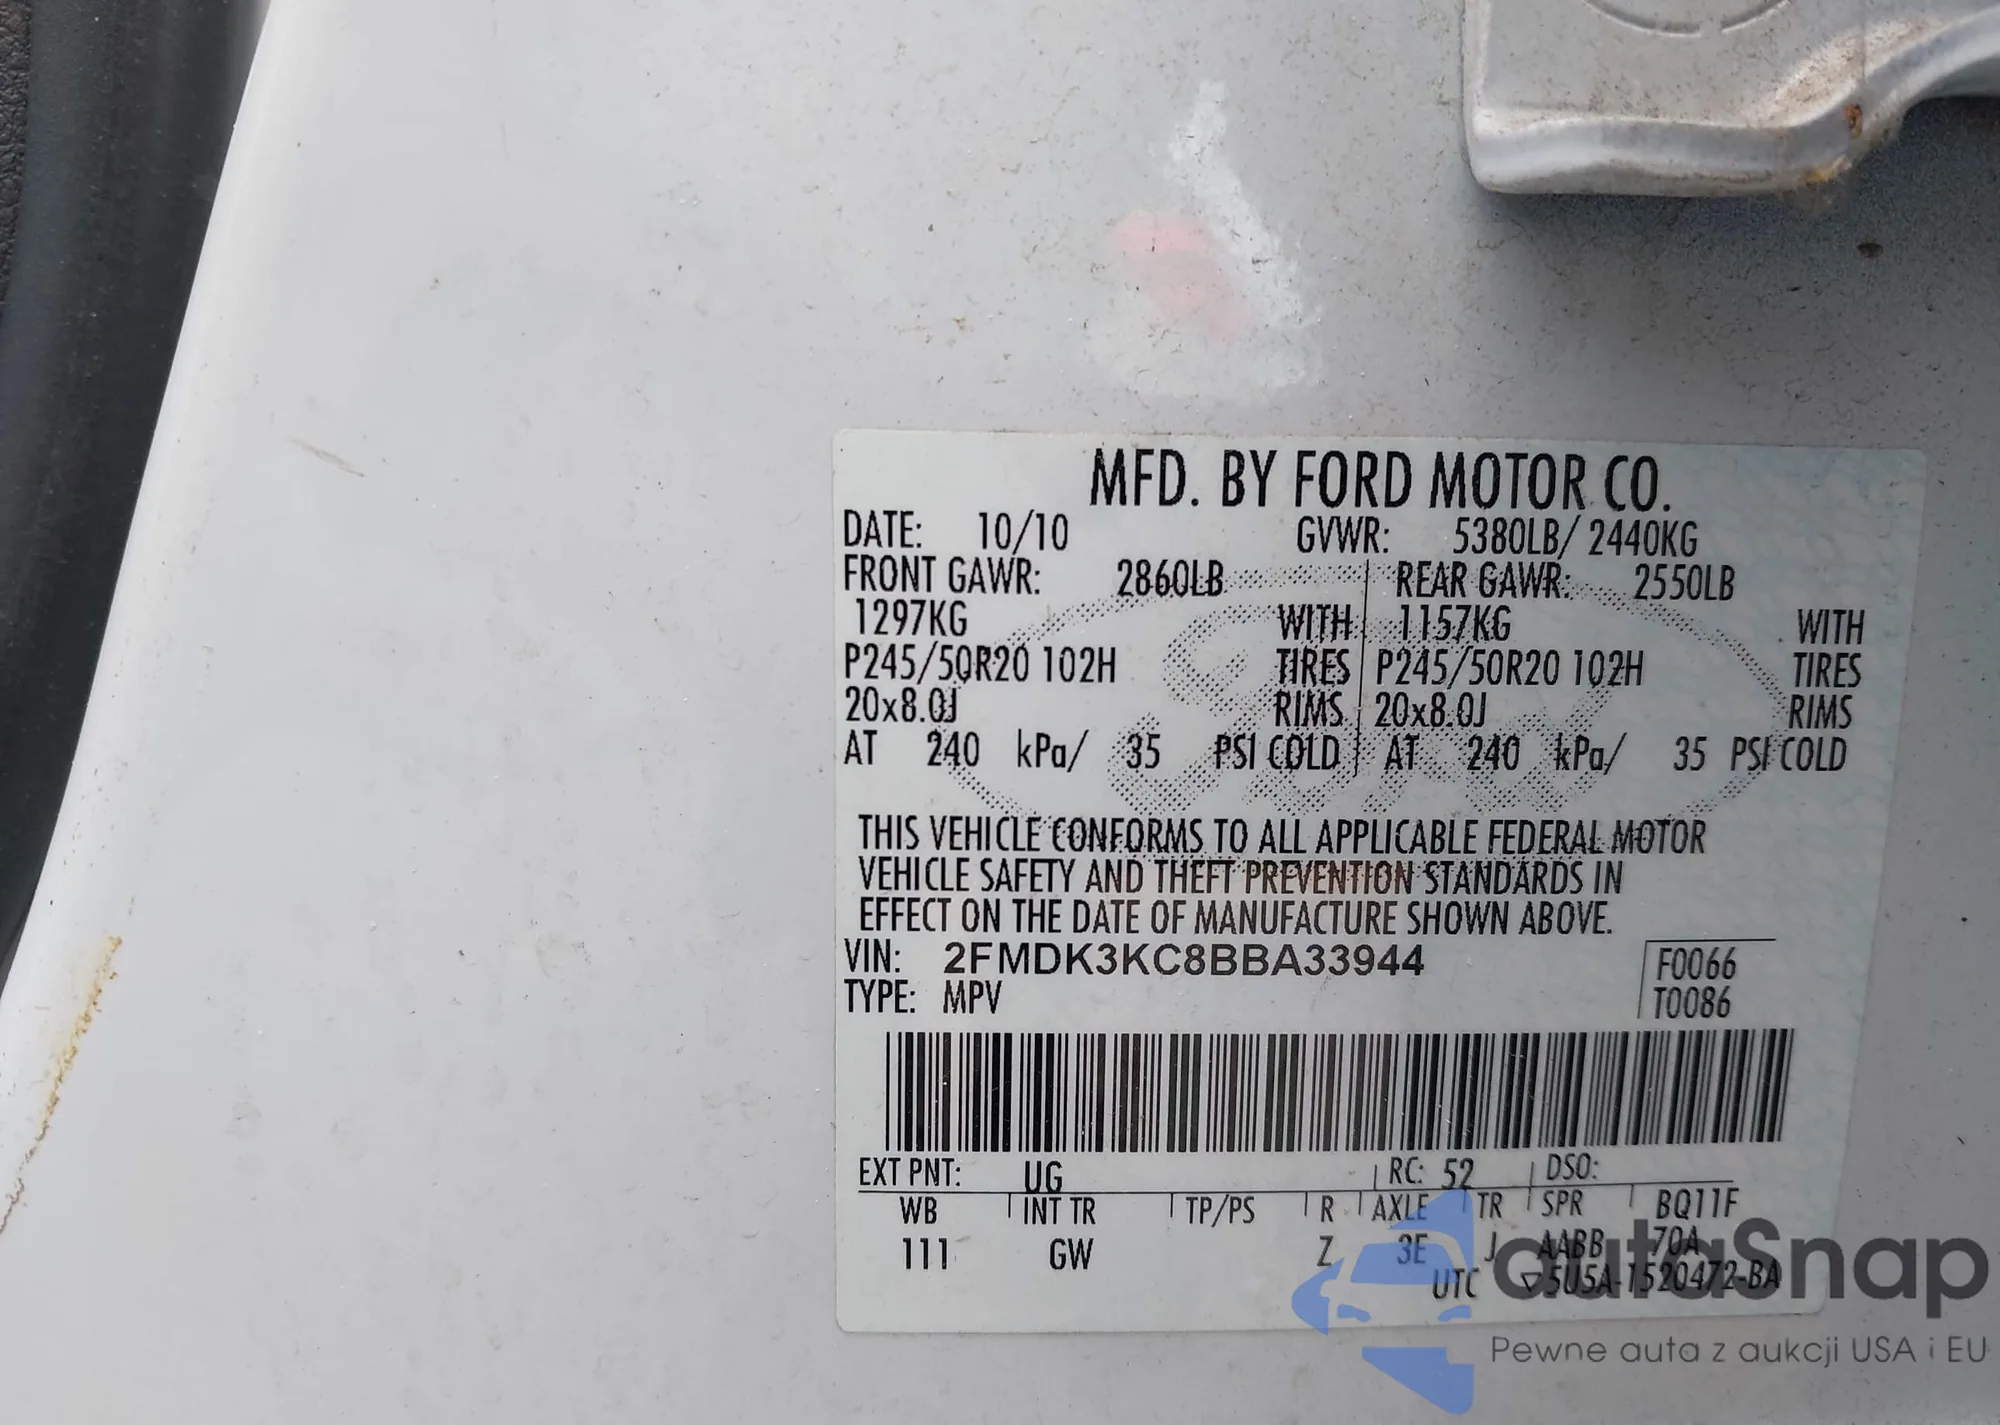 MFD. BY FORD MOTOR CO.
DATE: 10/10 GVWR: 5380LB/ 2440KG
FRONT GAWR: 2860LB REAR GAWR: 2550LB
1297KG WITH 1157KG WITH
P245/50R20 102H TIRES P245/50R20 102H TIRES
20x8.0J RIMS 20x8.0J RIMS
AT 240 kPa/ 35 PSI COLD AT 240 kPa/ 35 PSI COLD
THIS VEHICLE CONFORMS TO ALL APPLICABLE FEDERAL MOTOR
VEHICLE SAFETY AND THEFT PREVENTION STANDARDS IN
EFFECT ON THE DATE OF MANUFACTURE SHOWN ABOVE.
VIN: 2FMDK3KC8BBA33944 F0066
TYPE: MPV T0086
EXT PNT: UG RC: 52 DSO:
WB INT TR TP/PS R AXLE TR SPR BQ11F
111 GW Z 3E J AABB 70A
UTC ▽5U5A-1520472-BA
autoSnap
Pewne auta z aukcji USA i EU